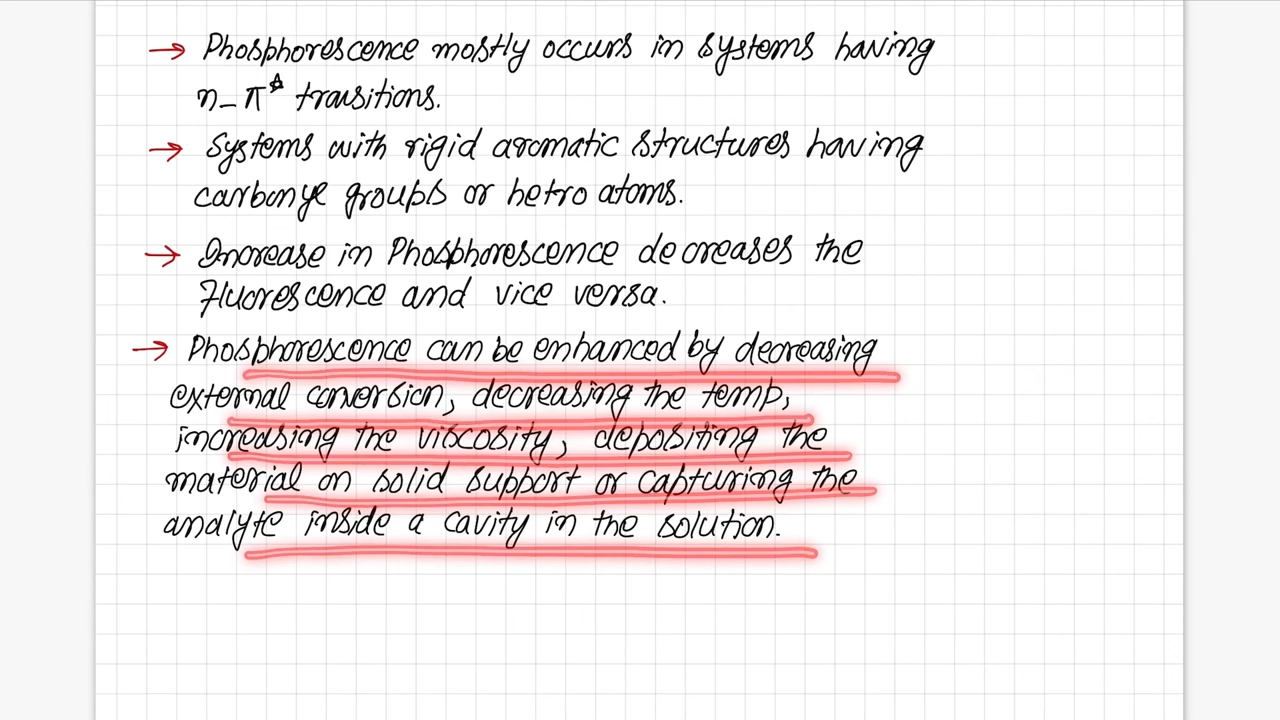 → Phosphorescence mostly occurs in systems having
n-π* transitions.
→ Systems with rigid aromatic structures having
carbonye groups or hetro atoms.
→ Increase in Phosphorescence decreases the
Fluorescence and vice versa.
→ Phosphorescence can be enhanced by decreasing
external conversion, decreasing the temp,
increasing the viscosity, depositing the
material on solid support or capturing the
analyte inside a cavity in the solution.